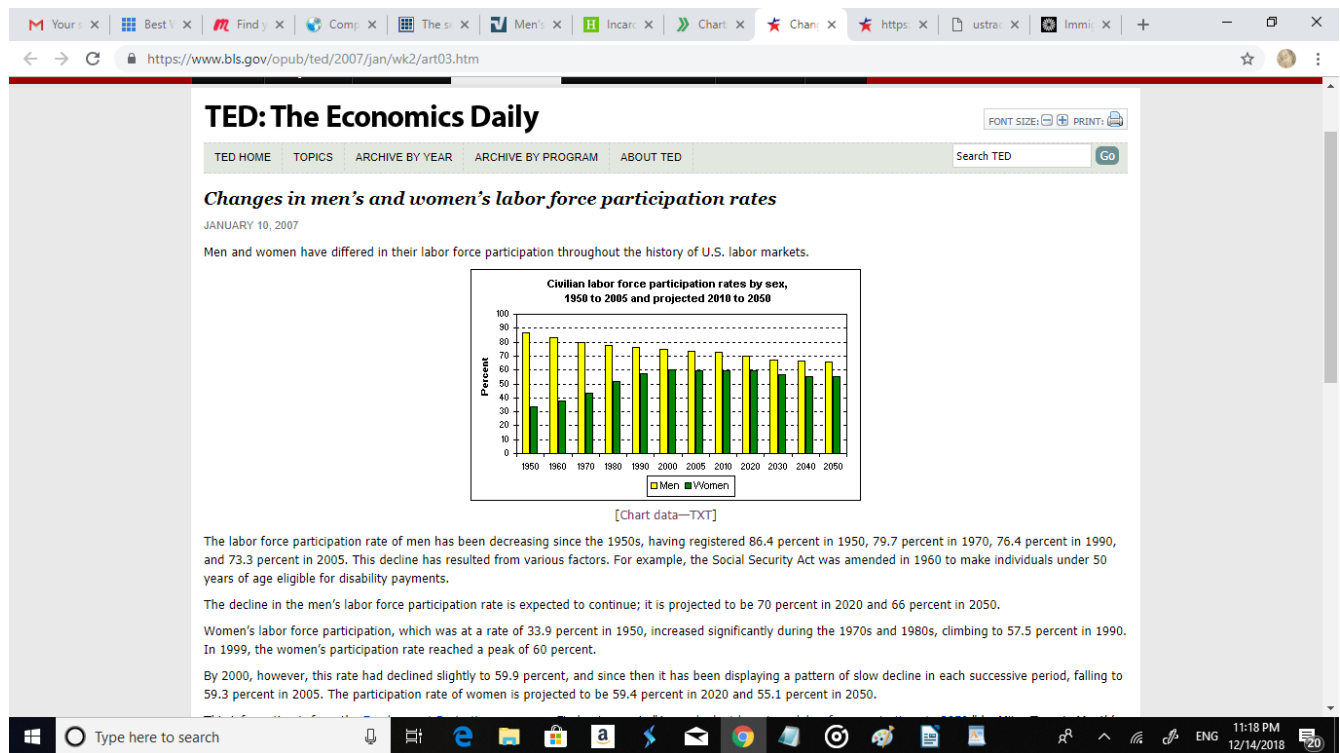 Your s
Best V
Find y
Comp
The se
Men's
Incarc
Chart
Chang
https:
ustrac
Immig
https://www.bls.gov/opub/ted/2007/jan/wk2/art03.htm
TED: The Economics Daily
FONT SIZE: PRINT:
TED HOME TOPICS ARCHIVE BY YEAR ARCHIVE BY PROGRAM ABOUT TED Search TED Go
Changes in men's and women's labor force participation rates
JANUARY 10, 2007
Men and women have differed in their labor force participation throughout the history of U.S. labor markets.
Civilian labor force participation rates by sex,
1950 to 2005 and projected 2010 to 2050
Percent
100
90
80
70
60
50
40
30
20
10
0
1950 1960 1970 1980 1990 2000 2005 2010 2020 2030 2040 2050
Men Women
[Chart data—TXT]
The labor force participation rate of men has been decreasing since the 1950s, having registered 86.4 percent in 1950, 79.7 percent in 1970, 76.4 percent in 1990,
and 73.3 percent in 2005. This decline has resulted from various factors. For example, the Social Security Act was amended in 1960 to make individuals under 50
years of age eligible for disability payments.
The decline in the men's labor force participation rate is expected to continue; it is projected to be 70 percent in 2020 and 66 percent in 2050.
Women's labor force participation, which was at a rate of 33.9 percent in 1950, increased significantly during the 1970s and 1980s, climbing to 57.5 percent in 1990.
In 1999, the women's participation rate reached a peak of 60 percent.
By 2000, however, this rate had declined slightly to 59.9 percent, and since then it has been displaying a pattern of slow decline in each successive period, falling to
59.3 percent in 2005. The participation rate of women is projected to be 59.4 percent in 2020 and 55.1 percent in 2050.
Type here to search
ENG
11:18 PM
12/14/2018
20